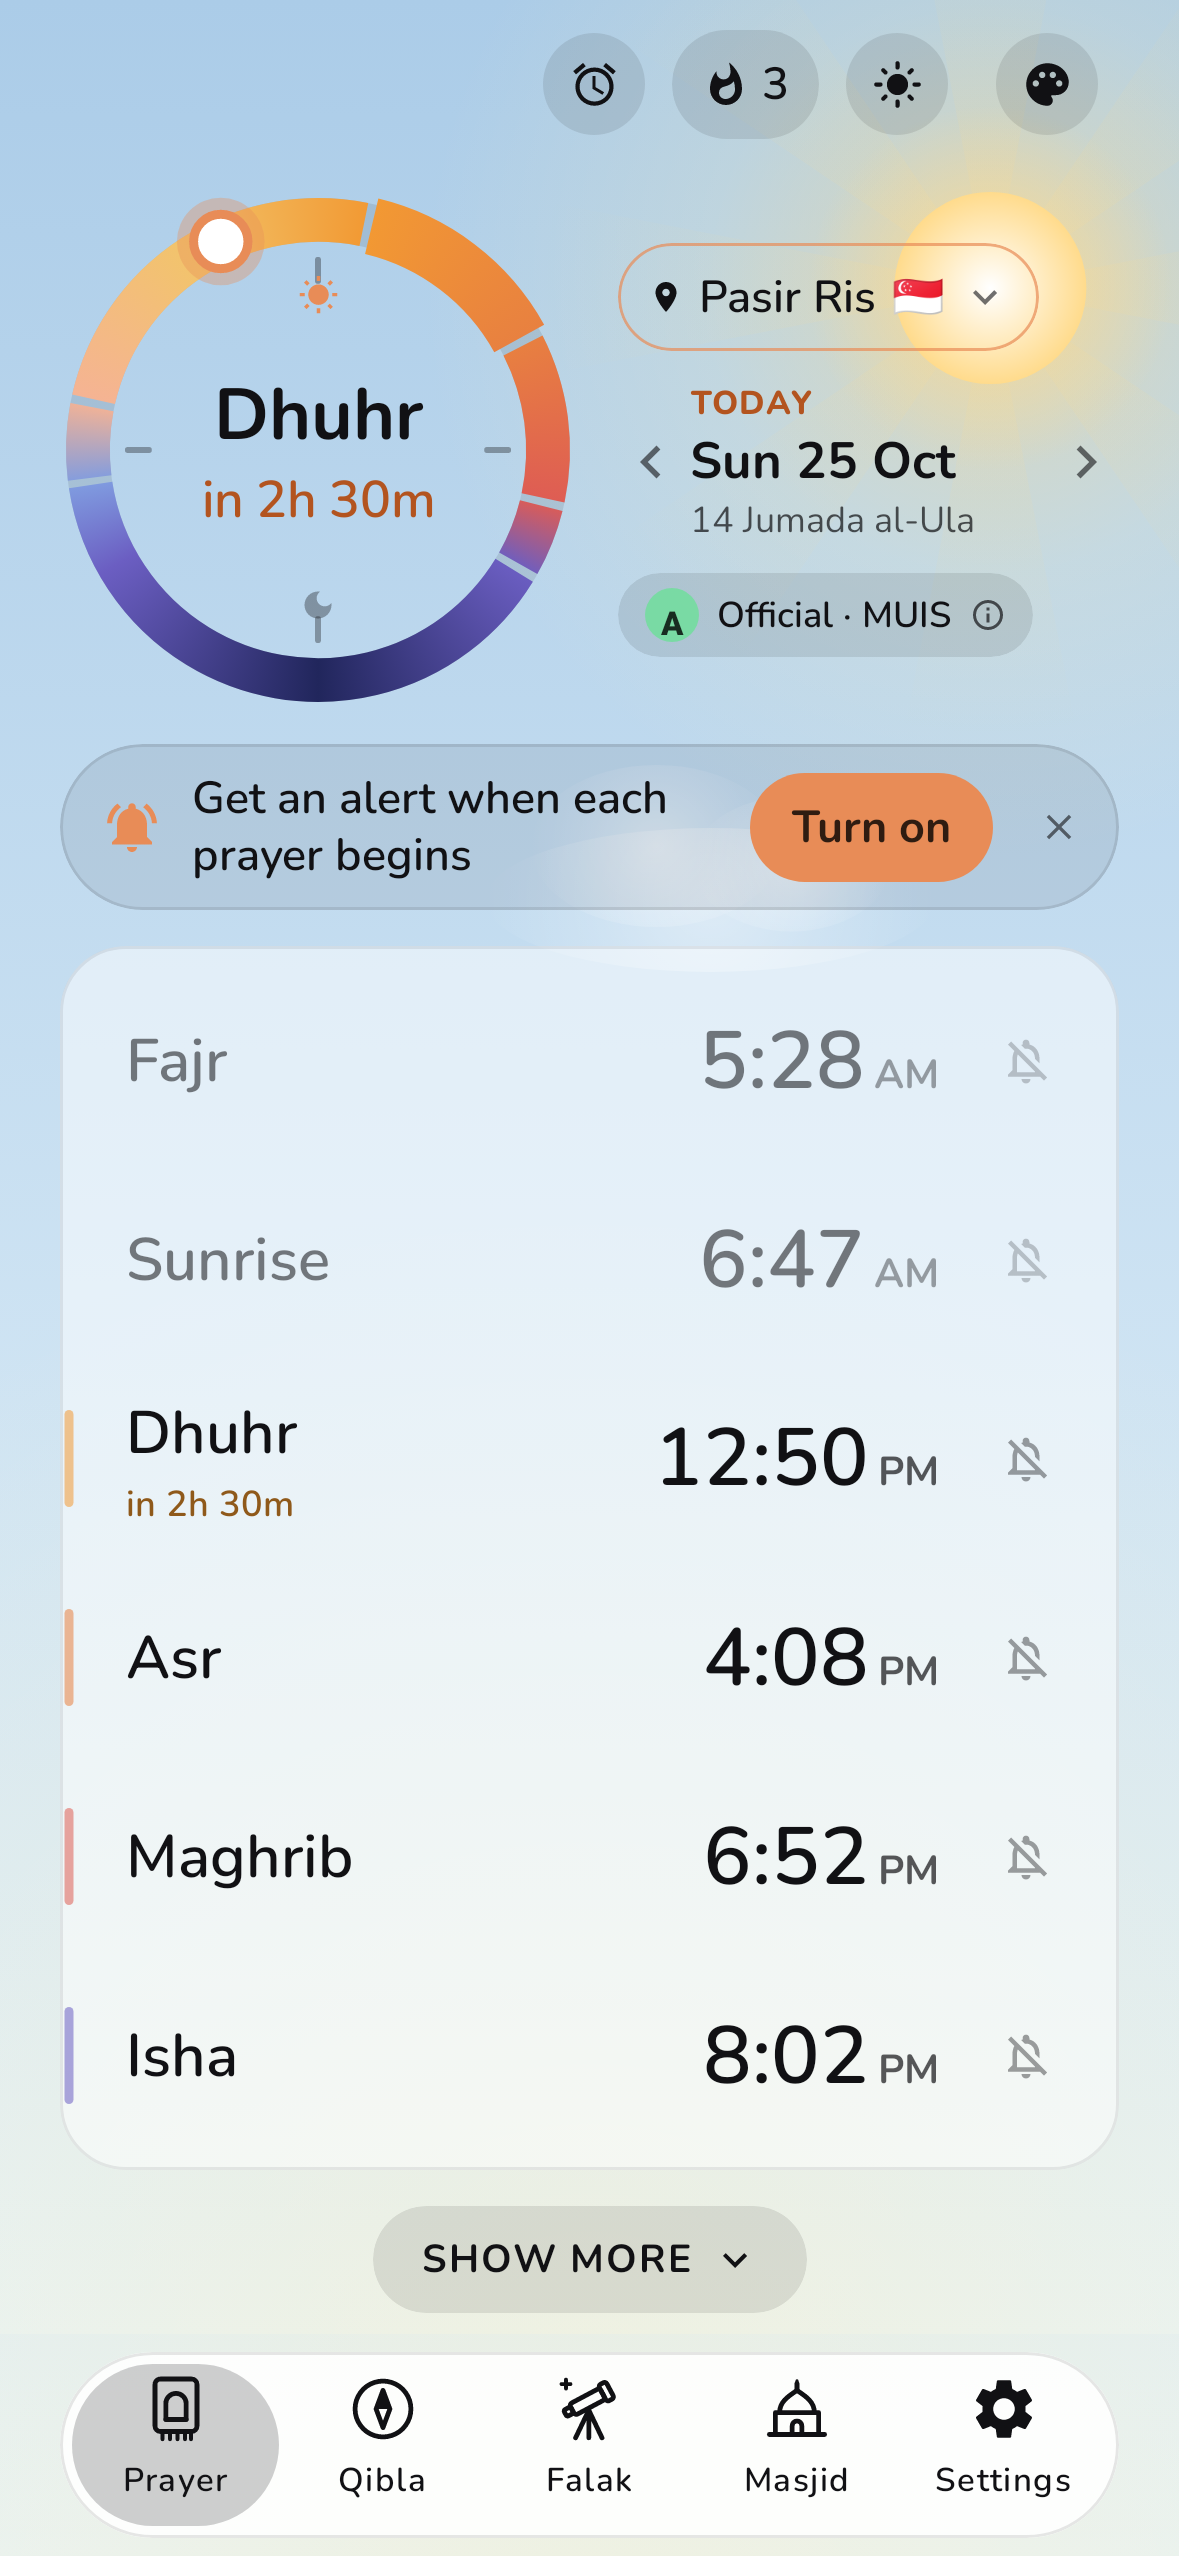 3
Pasir Ris 🇸🇬
TODAY
Sun 25 Oct
14 Jumada al-Ula
A Official · MUIS
Dhuhr
in 2h 30m
Get an alert when each
prayer begins
Turn on
Fajr 5:28 AM
Sunrise 6:47 AM
Dhuhr 12:50 PM
in 2h 30m
Asr 4:08 PM
Maghrib 6:52 PM
Isha 8:02 PM
SHOW MORE
Prayer Qibla Falak Masjid Settings